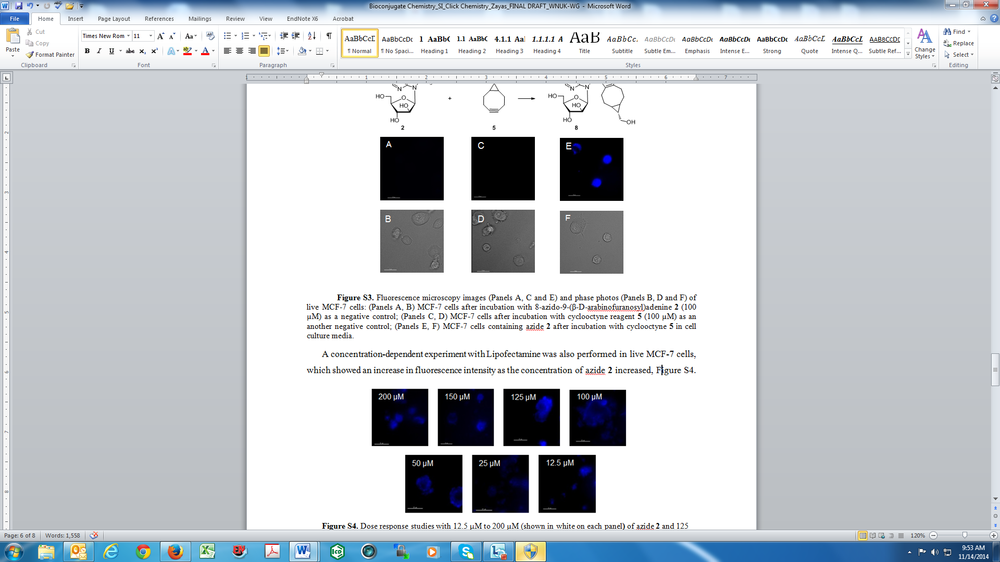 Bioconjugate Chemistry_SI_Click Chemistry_Zayas_FINAL DRAFT_WNUK-WG - Microsoft Word
File Home Insert Page Layout References Mailings Review View EndNote X6 Acrobat
Paste
Cut
Copy
Format Painter
Clipboard
Times New Rom 11
Font
Paragraph
AaBbCcI AaBbCcDc 1 AaBbC 1.1 AaBbC 4.1.1 AaI 1.1.1.1 A AaB AaBbCc. AaBbCcDc AaBbCcDc AaBbCcDc AaBbCcDc AaBbCcI AaBbCcI AABBCCDI
¶ Normal ¶ No Spaci... Heading 1 Heading 2 Heading 3 Heading 4 Title Subtitle Subtle Em... Emphasis Intense E... Strong Quote Intense Q... Subtle Ref...
Styles
Change Styles
Find
Replace
Select
Editing
N N
HO O HO HO
2
+
5
N N
HO O HO HO
OH
8
A C E
B D F
Figure S3. Fluorescence microscopy images (Panels A, C and E) and phase photos (Panels B, D and F) of
live MCF-7 cells: (Panels A, B) MCF-7 cells after incubation with 8-azido-9-(β-D-arabinofuranosyl)adenine 2 (100
µM) as a negative control; (Panels C, D) MCF-7 cells after incubation with cyclooctyne reagent 5 (100 µM) as an
another negative control; (Panels E, F) MCF-7 cells containing azide 2 after incubation with cyclooctyne 5 in cell
culture media.
A concentration-dependent experiment with Lipofectamine was also performed in live MCF-7 cells,
which showed an increase in fluorescence intensity as the concentration of azide 2 increased, Figure S4.
200 µM 150 µM 125 µM 100 µM
50 µM 25 µM 12.5 µM
Figure S4. Dose response studies with 12.5 µM to 200 µM (shown in white on each panel) of azide 2 and 125
Page: 6 of 8 Words: 1,558
120%
9:53 AM
11/14/2014